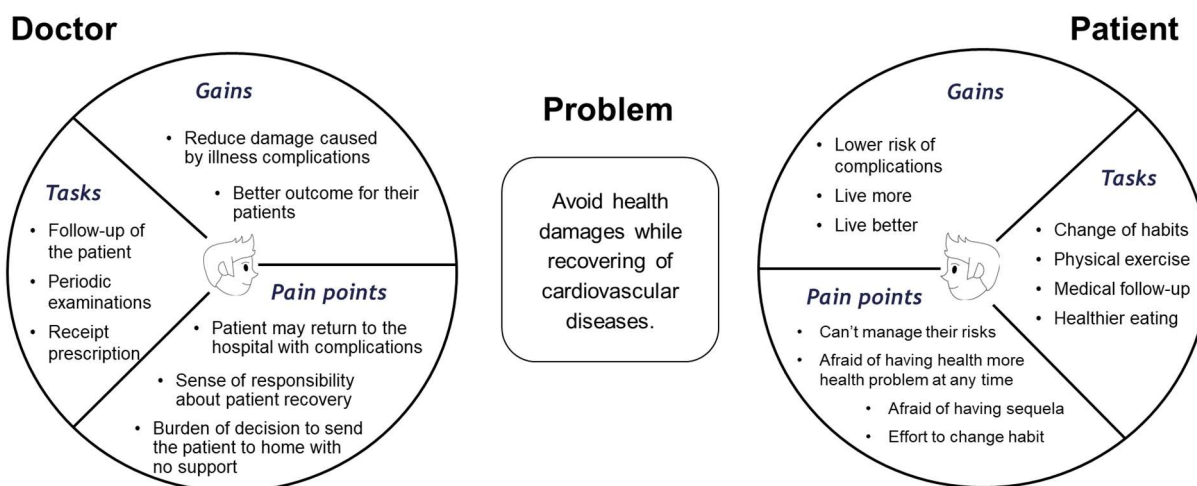 Doctor
Gains
• Reduce damage caused
by illness complications
• Better outcome for their
patients
Tasks
• Follow-up of
the patient
• Periodic
examinations
• Receipt
prescription
Pain points
• Patient may return to the
hospital with complications
• Sense of responsibility
about patient recovery
• Burden of decision to send
the patient to home with
no support
Problem
Avoid health
damages while
recovering of
cardiovascular
diseases.
Patient
Gains
• Lower risk of
complications
• Live more
• Live better
Tasks
• Change of habits
• Physical exercise
• Medical follow-up
• Healthier eating
Pain points
• Can't manage their risks
• Afraid of having health more
health problem at any time
• Afraid of having sequela
• Effort to change habit